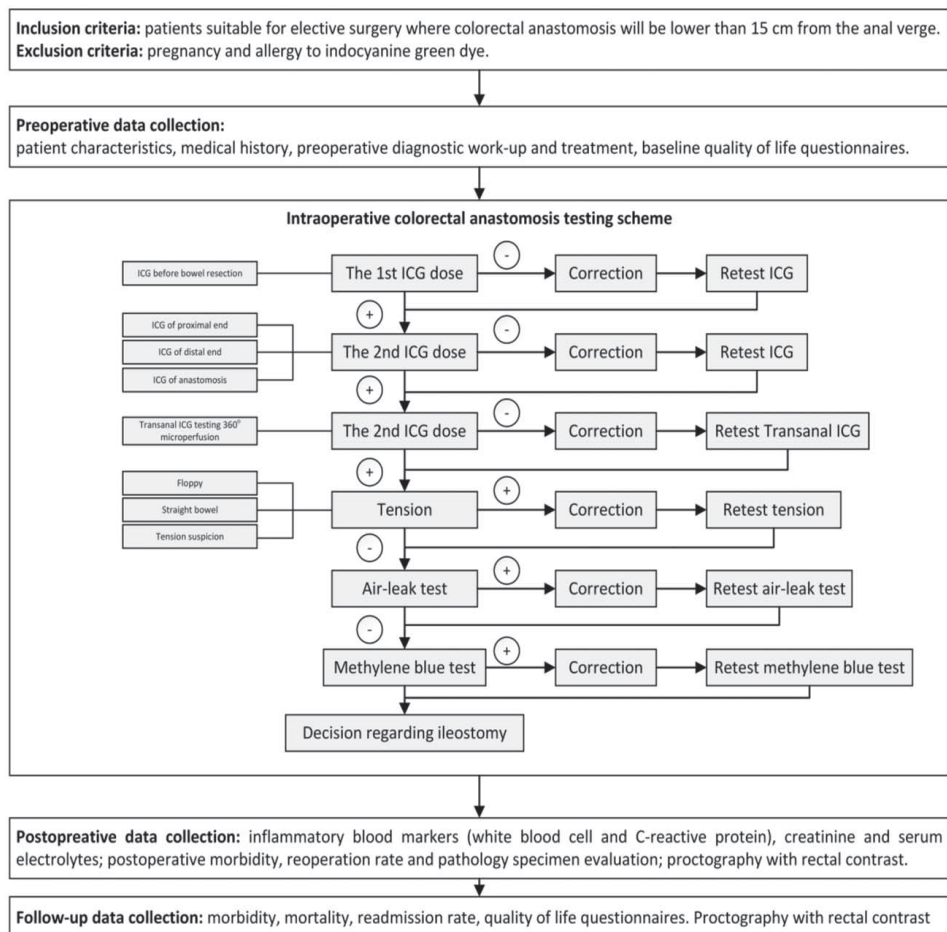 Inclusion criteria: patients suitable for elective surgery where colorectal anastomosis will be lower than 15 cm from the anal verge.
Exclusion criteria: pregnancy and allergy to indocyanine green dye.
Preoperative data collection:
patient characteristics, medical history, preoperative diagnostic work-up and treatment, baseline quality of life questionnaires.
Intraoperative colorectal anastomosis testing scheme
ICG before bowel resection
The 1st ICG dose
-
Correction
Retest ICG
+
ICG of proximal end
ICG of distal end
ICG of anastomosis
The 2nd ICG dose
-
Correction
Retest ICG
+
Transanal ICG testing 360°
microperfusion
The 2nd ICG dose
-
Correction
Retest Transanal ICG
+
Floppy
Straight bowel
Tension suspicion
Tension
+
Correction
Retest tension
-
Air-leak test
+
Correction
Retest air-leak test
-
Methylene blue test
+
Correction
Retest methylene blue test
Decision regarding ileostomy
Postopreative data collection: inflammatory blood markers (white blood cell and C-reactive protein), creatinine and serum
electrolytes; postoperative morbidity, reoperation rate and pathology specimen evaluation; proctography with rectal contrast.
Follow-up data collection: morbidity, mortality, readmission rate, quality of life questionnaires. Proctography with rectal contrast